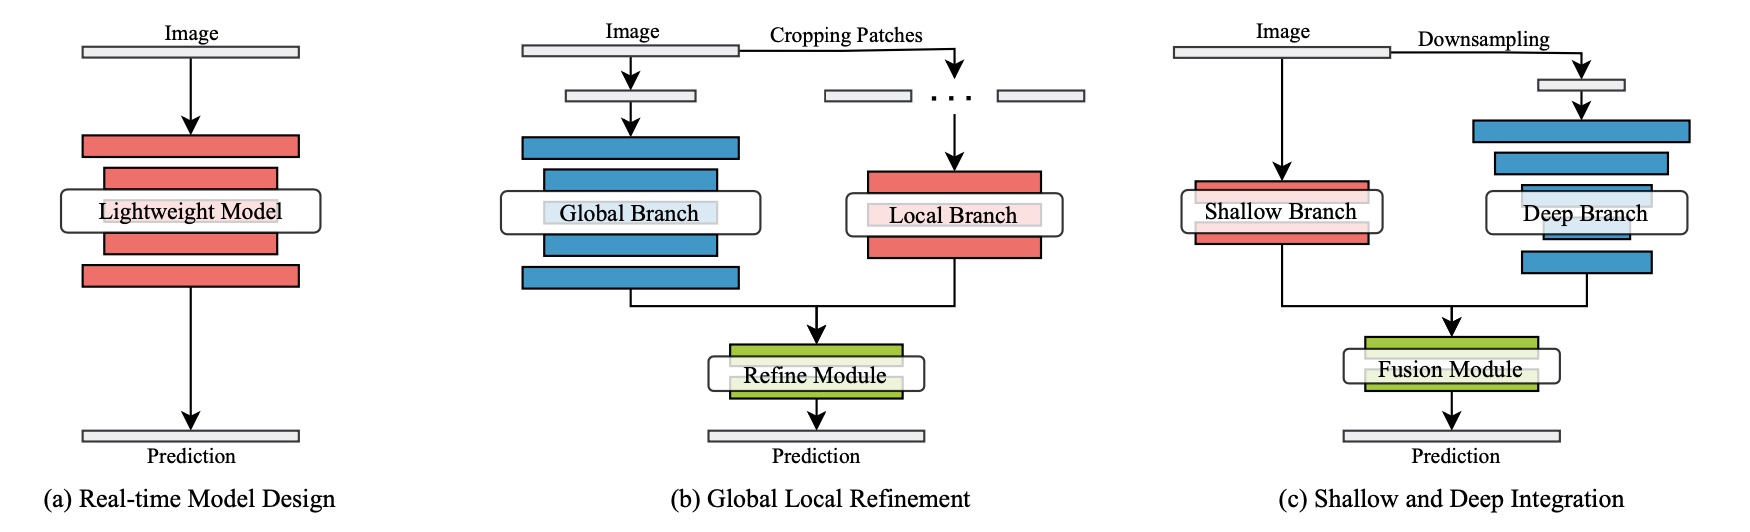 Image
Lightweight Model
Prediction
(a) Real-time Model Design
Image
Cropping Patches
. . .
Global Branch
Local Branch
Refine Module
Prediction
(b) Global Local Refinement
Image
Downsampling
Shallow Branch
Deep Branch
Fusion Module
Prediction
(c) Shallow and Deep Integration